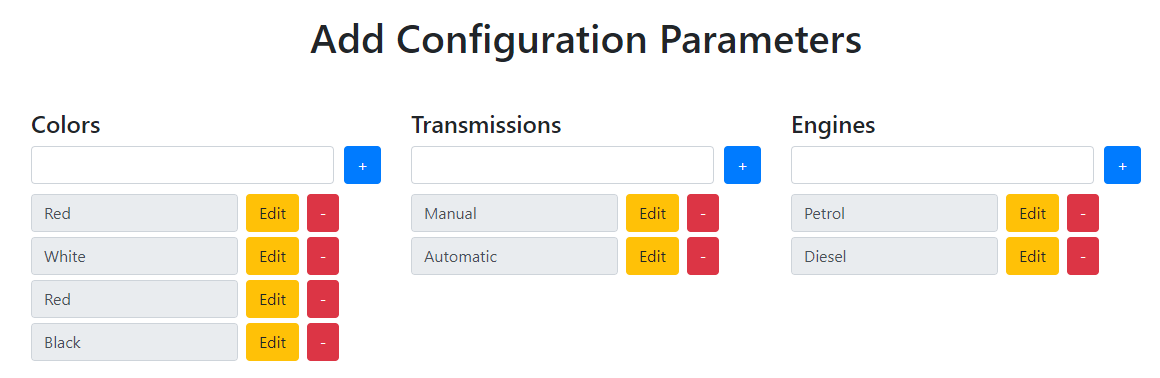 Add Configuration Parameters
Colors
+
Red Edit -
White Edit -
Red Edit -
Black Edit -
Transmissions
+
Manual Edit -
Automatic Edit -
Engines
+
Petrol Edit -
Diesel Edit -